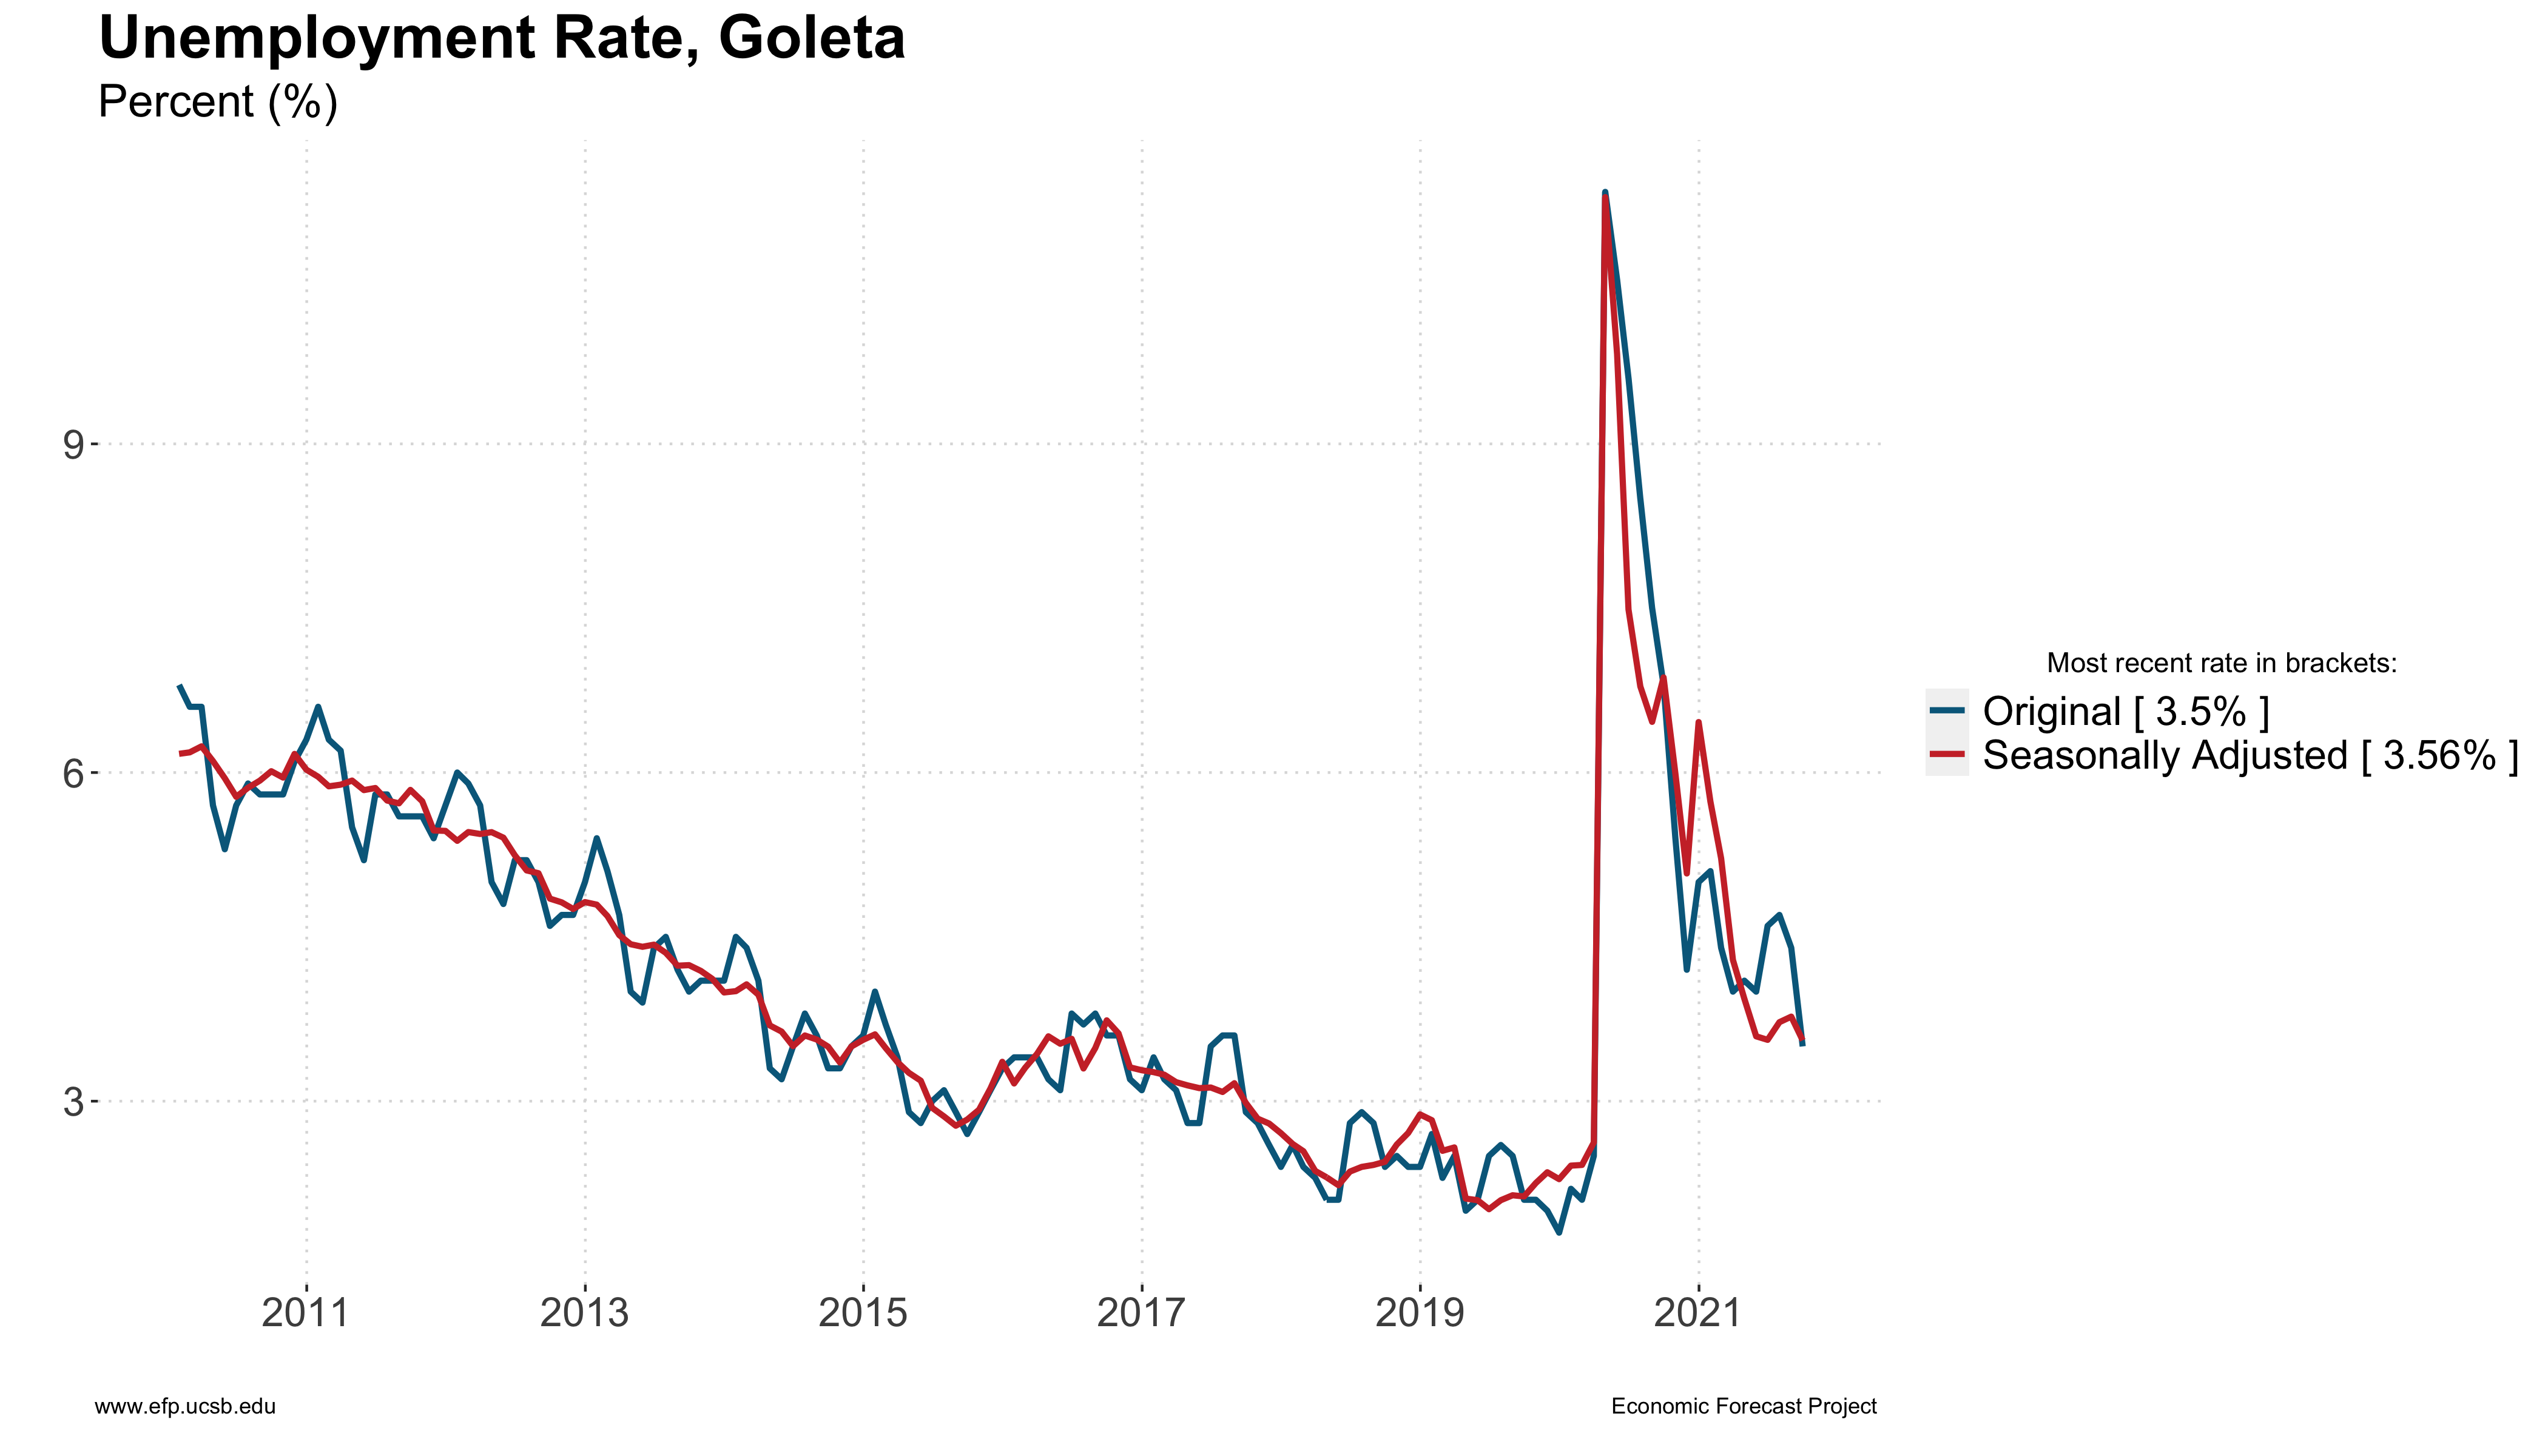 Unemployment Rate, Goleta
Percent (%)
9
6
3
2011 2013 2015 2017 2019 2021
Most recent rate in brackets:
Original [ 3.5% ]
Seasonally Adjusted [ 3.56% ]
www.efp.ucsb.edu
Economic Forecast Project